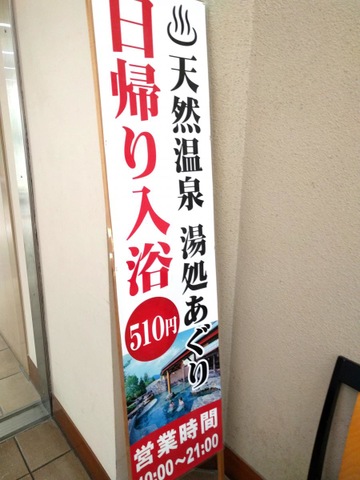 ♨天然温泉 湯処あぐり
日帰り入浴
510円
営業時間
10:00~21:00